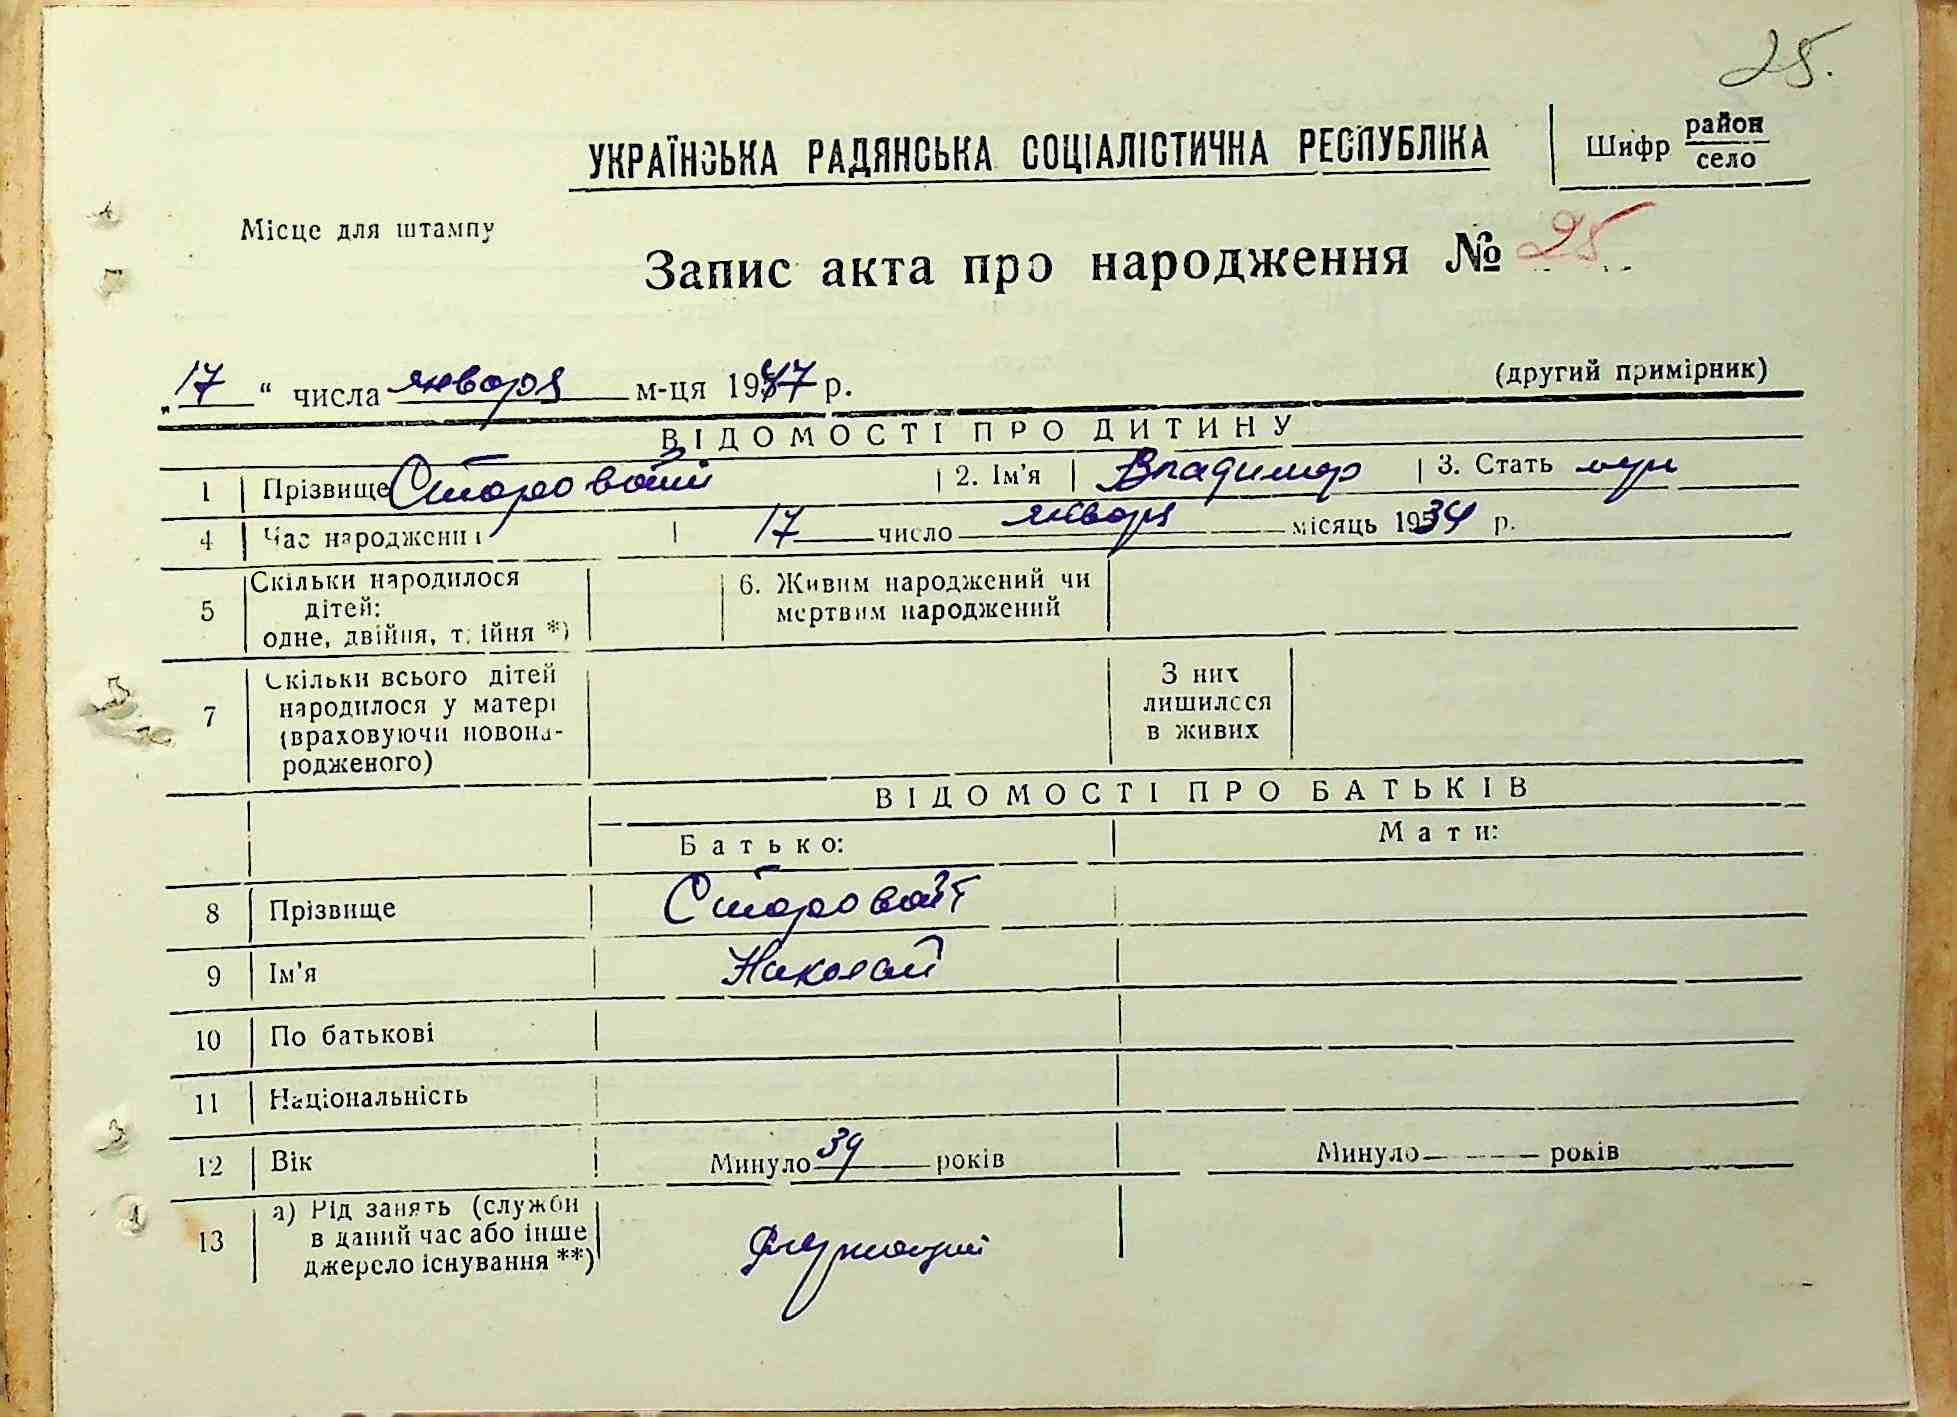 25.
УКРАЇНСЬКА РАДЯНСЬКА СОЦІАЛІСТИЧНА РЕСПУБЛІКА
Шифр район село
Місце для штампу
Запис акта про народження № 25
„17“ числа января м-ця 1947 р.
(другий примірник)
ВІДОМОСТІ ПРО ДИТИНУ
1 Прізвище Старовойт 2. Ім'я Владимир 3. Стать муж
4 Час народження 17 число января місяць 1934 р.
5 Скільки народилося дітей: одне, двійня, трійня *)
6. Живим народжений чи мертвим народжений
7 Скільки всього дітей народилося у матері (враховуючи новонародженого)
З них лишилося в живих
ВІДОМОСТІ ПРО БАТЬКІВ
Батько: Мати:
8 Прізвище Старовойт
9 Ім'я Николай
10 По батькові
11 Національність
12 Вік Минуло 39 років Минуло років
13 а) Рід занять (служби в даний час або інше джерело існування **) Служащий